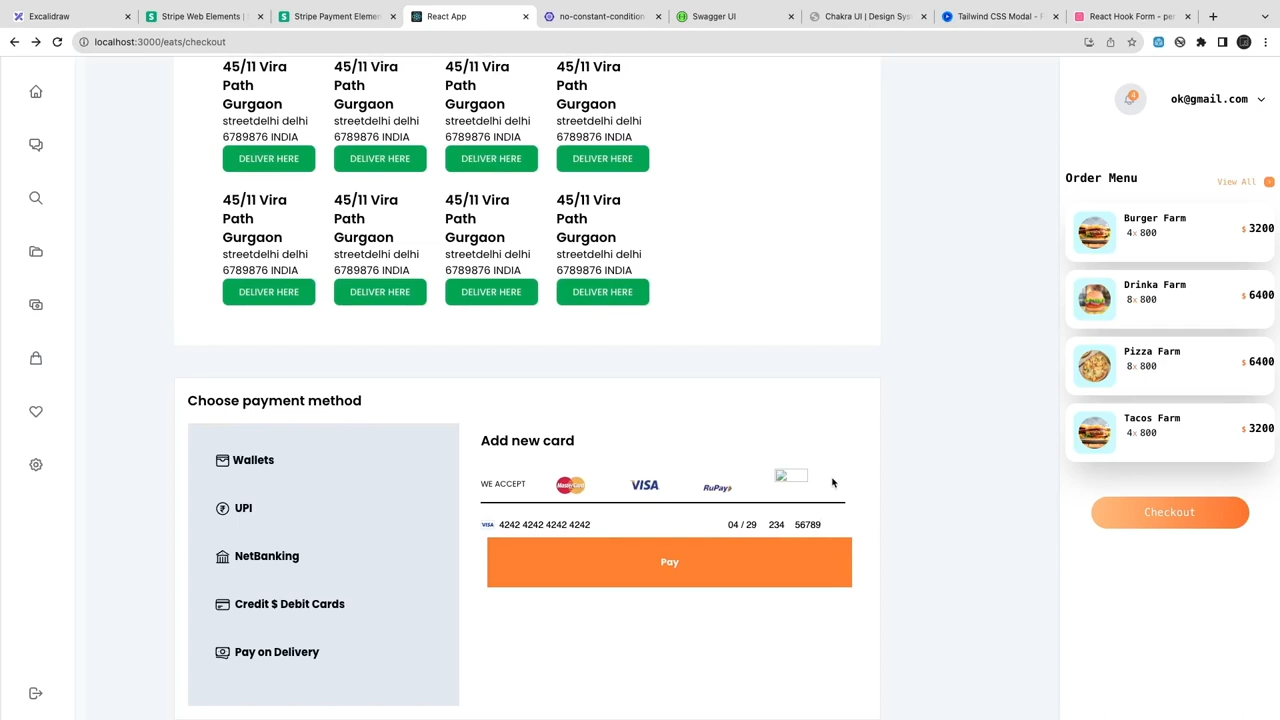 Excalidraw
Stripe Web Elements |
Stripe Payment Elemen
React App
no-constant-condition
Swagger UI
Chakra UI | Design Sys
Tailwind CSS Modal - F
React Hook Form - per
localhost:3000/eats/checkout
45/11 Vira
Path
Gurgaon
streetdelhi delhi
6789876 INDIA
DELIVER HERE
45/11 Vira
Path
Gurgaon
streetdelhi delhi
6789876 INDIA
DELIVER HERE
45/11 Vira
Path
Gurgaon
streetdelhi delhi
6789876 INDIA
DELIVER HERE
45/11 Vira
Path
Gurgaon
streetdelhi delhi
6789876 INDIA
DELIVER HERE
45/11 Vira
Path
Gurgaon
streetdelhi delhi
6789876 INDIA
DELIVER HERE
45/11 Vira
Path
Gurgaon
streetdelhi delhi
6789876 INDIA
DELIVER HERE
45/11 Vira
Path
Gurgaon
streetdelhi delhi
6789876 INDIA
DELIVER HERE
45/11 Vira
Path
Gurgaon
streetdelhi delhi
6789876 INDIA
DELIVER HERE
Choose payment method
Wallets
UPI
NetBanking
Credit $ Debit Cards
Pay on Delivery
Add new card
WE ACCEPT MasterCard VISA RuPay
VISA 4242 4242 4242 4242 04 / 29 234 56789
Pay
4
ok@gmail.com
Order Menu
View All
Burger Farm
4x 800
$ 3200
Drinka Farm
8x 800
$ 6400
Pizza Farm
8x 800
$ 6400
Tacos Farm
4x 800
$ 3200
Checkout